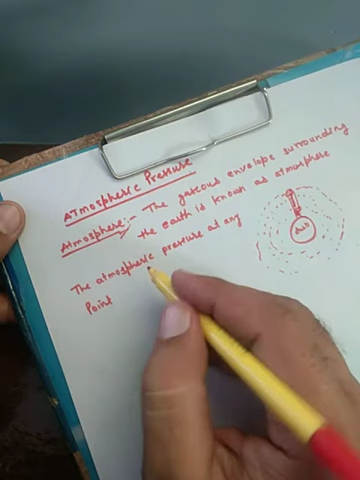 Atmospheric Pressure
Atmosphere:- The gaseous envelope surrounding
the earth is known as atmosphere
The atmospheric pressure at any
Point